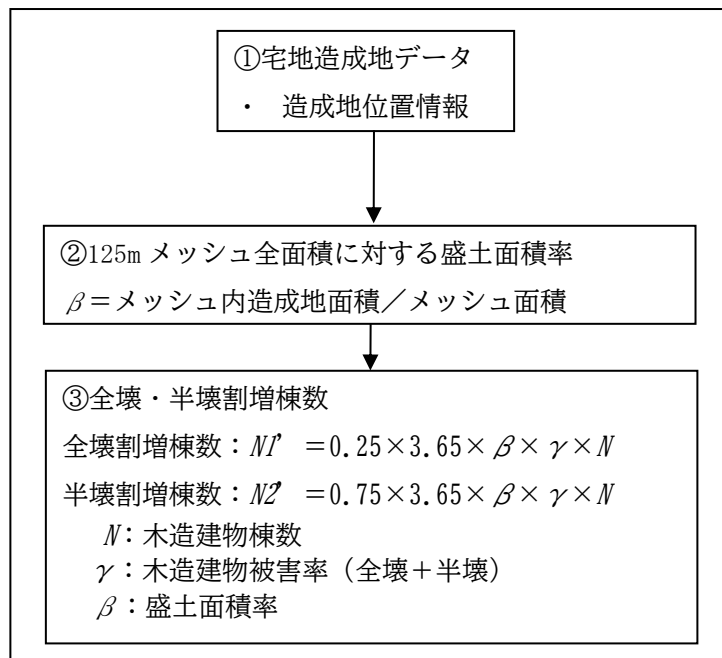 ①宅地造成地データ
・ 造成地位置情報
②125m メッシュ全面積に対する盛土面積率
β＝メッシュ内造成地面積／メッシュ面積
③全壊・半壊割増棟数
全壊割増棟数：N1’ ＝0.25×3.65×β×γ×N
半壊割増棟数：N2’ ＝0.75×3.65×β×γ×N
N：木造建物棟数
γ：木造建物被害率（全壊＋半壊）
β：盛土面積率